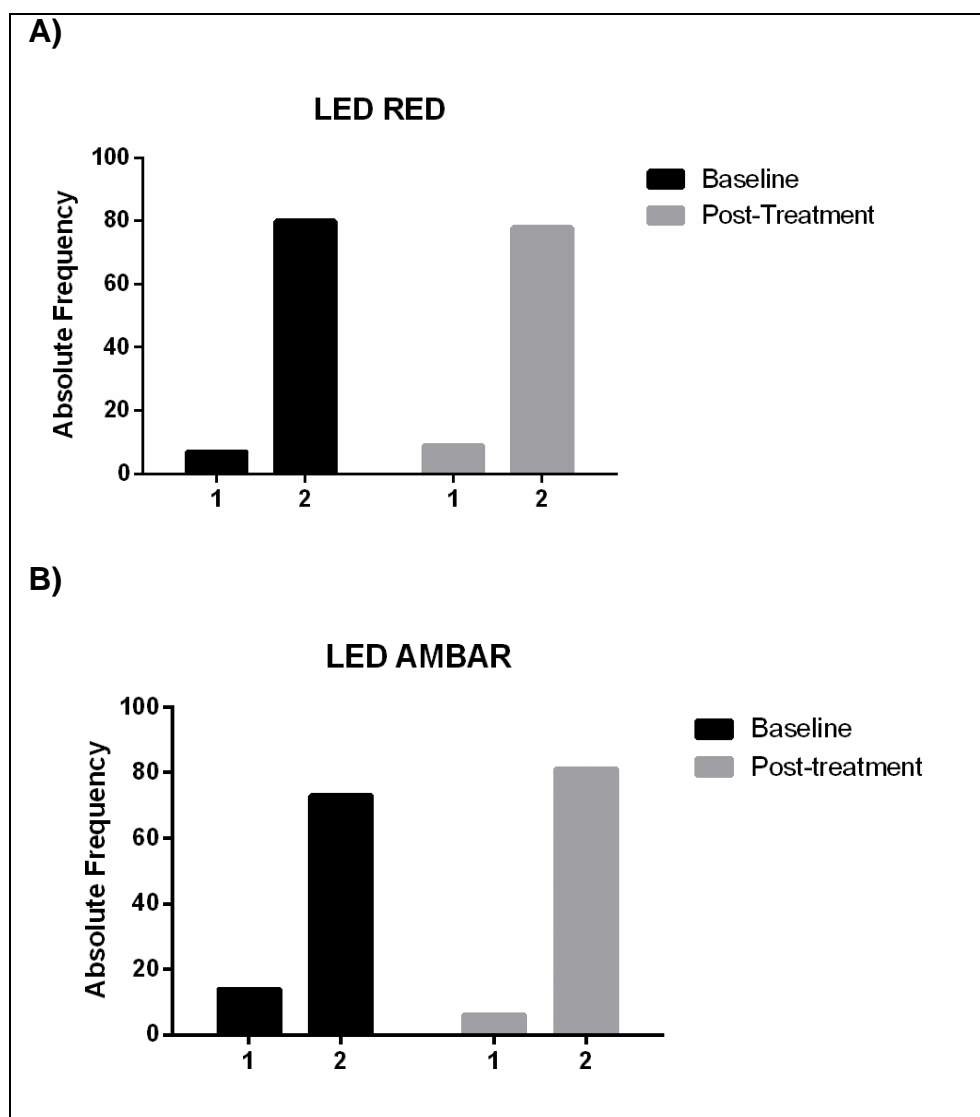 A)
LED RED
Absolute Frequency
100
80
60
40
20
0
1 2 1 2
Baseline
Post-Treatment
B)
LED AMBAR
Absolute Frequency
100
80
60
40
20
0
1 2 1 2
Baseline
Post-treatment